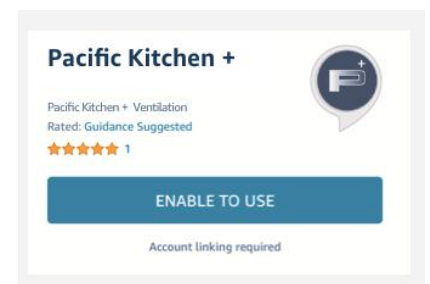 Pacific Kitchen +
Pacific Kitchen + Ventilation
Rated: Guidance Suggested
1
ENABLE TO USE
Account linking required